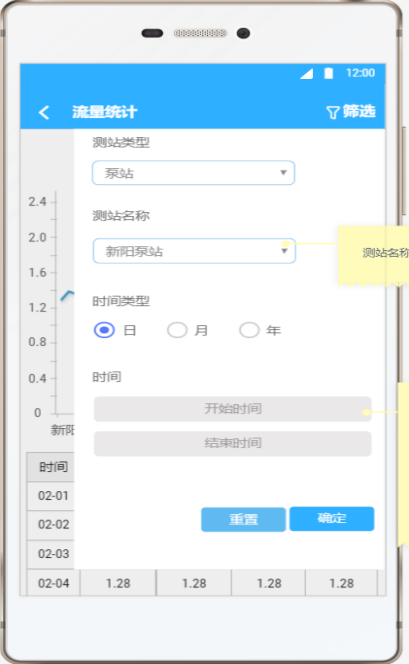 12:00
流量统计
筛选
测站类型
泵站
测站名称
新阳泵站
测站名称
时间类型
日 月 年
时间
开始时间
结束时间
重置 确定
2.4
2.0
1.6
1.2
0.8
0.4
0
新阳
时间
02-01
02-02
02-03
02-04 1.28 1.28 1.28 1.28